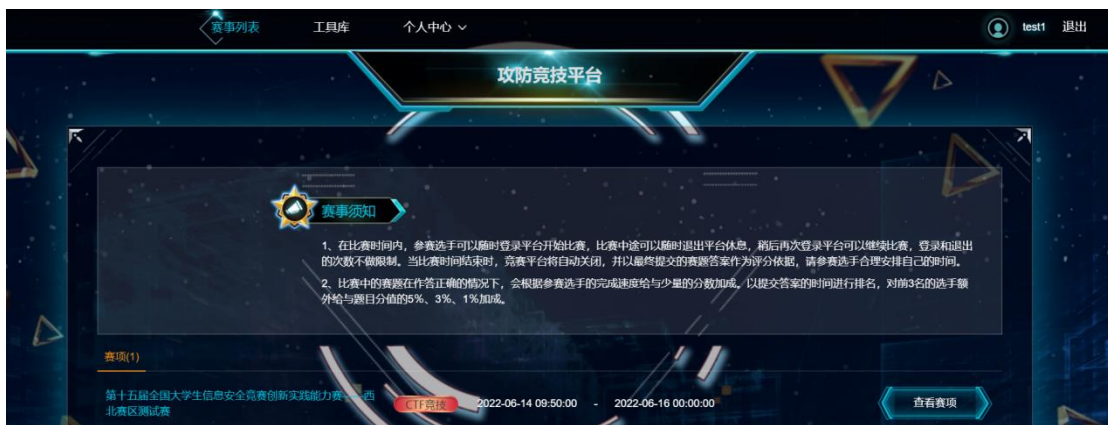 赛事列表 工具库 个人中心 test1 退出
攻防竞技平台
赛事须知
1、在比赛时间内，参赛选手可以随时登录平台开始比赛，比赛中途可以随时退出平台休息，稍后再次登录平台可以继续比赛，登录和退出
的次数不做限制。当比赛时间结束时，竞赛平台将自动关闭，并以最终提交的赛题答案作为评分依据，请参赛选手合理安排自己的时间。
2、比赛中的赛题在作答正确的情况下，会根据参赛选手的完成速度给与少量的分数加成。以提交答案的时间进行排名，对前3名的选手额
外给与题目分值的5%、3%、1%加成。
赛项(1)
第十五届全国大学生信息安全竞赛创新实践能力赛——西
北赛区测试赛
CTF竞技 2022-06-14 09:50:00 - 2022-06-16 00:00:00 查看赛项